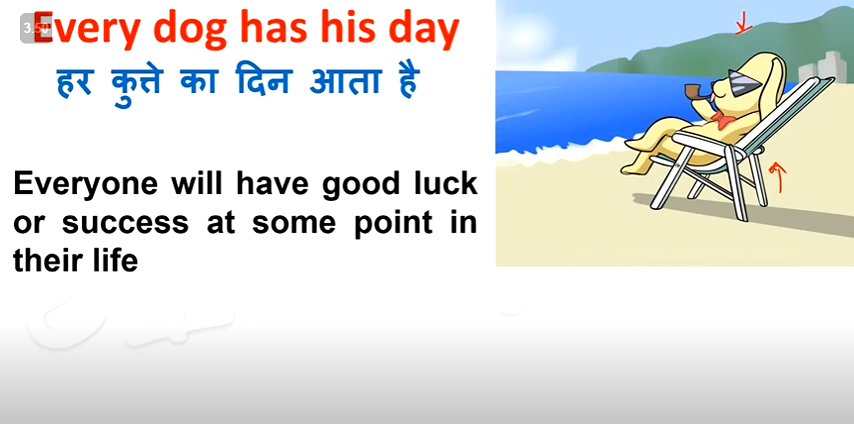 Every dog has his day
हर कुत्ते का दिन आता है
Everyone will have good luck
or success at some point in
their life